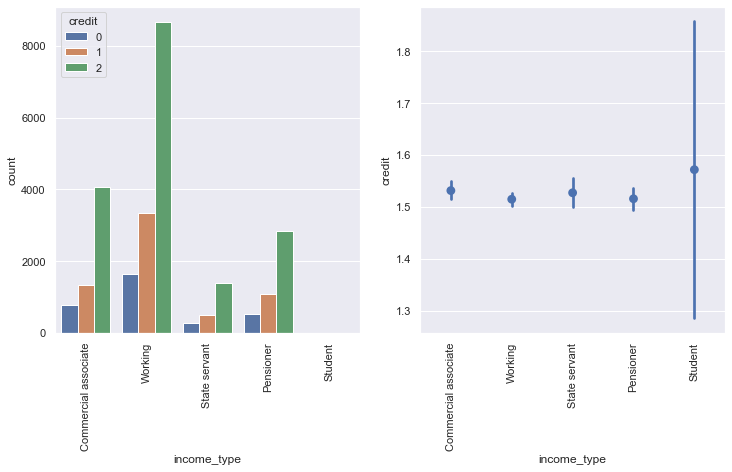 credit
0
1
2
8000
6000
4000
2000
0
count
Commercial associate
Working
State servant
Pensioner
Student
income_type
1.8
1.7
1.6
1.5
1.4
1.3
credit
Commercial associate
Working
State servant
Pensioner
Student
income_type